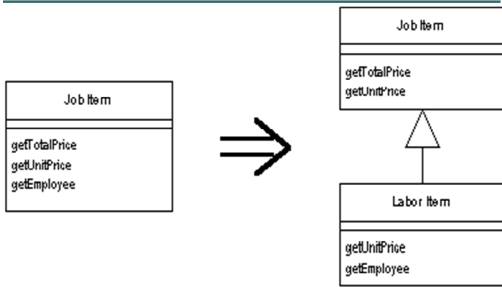 Job Item
getTotalPrice
getUnitPrice
getEmployee
Job Item
getTotalPrice
getUnitPrice
Labor Item
getUnitPrice
getEmployee